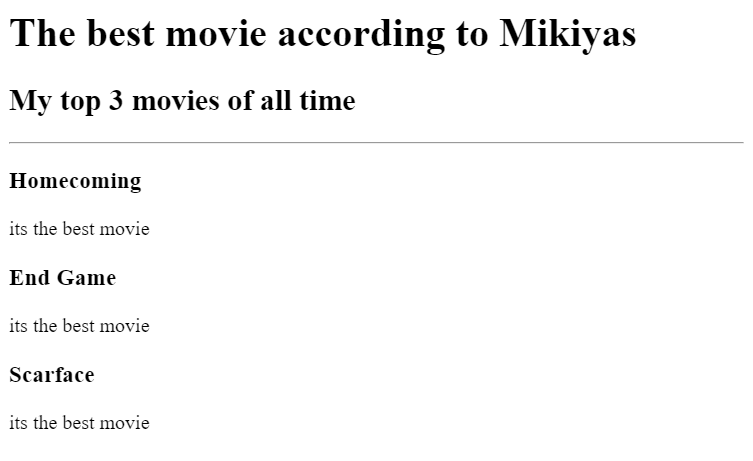 The best movie according to Mikiyas
My top 3 movies of all time
Homecoming
its the best movie
End Game
its the best movie
Scarface
its the best movie